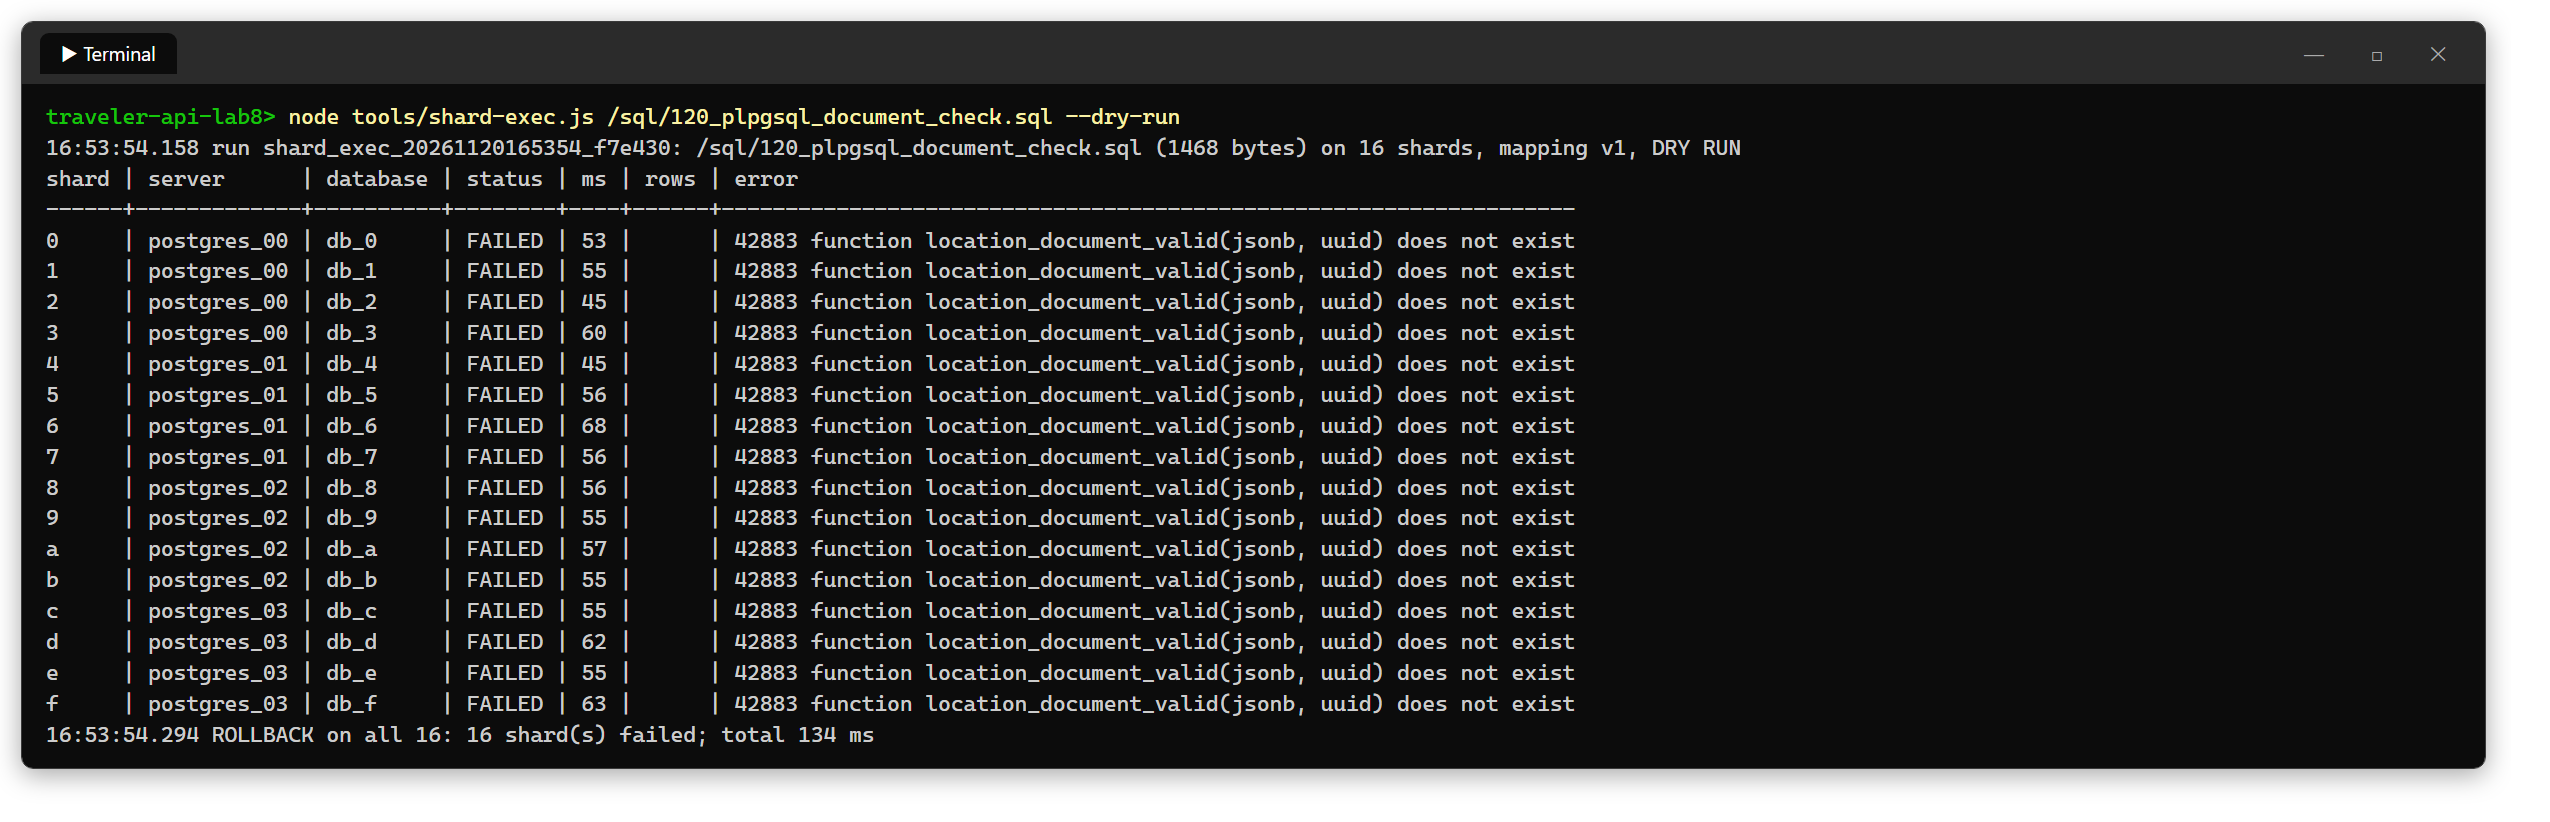 ▶ Terminal
traveler-api-lab8> node tools/shard-exec.js /sql/120_plpgsql_document_check.sql --dry-run
16:53:54.158 run shard_exec_20261120165354_f7e430: /sql/120_plpgsql_document_check.sql (1468 bytes) on 16 shards, mapping v1, DRY RUN
shard | server      | database | status | ms | rows | error
------+-------------+----------+--------+----+------+-------------------------------------------------------------------
0     | postgres_00 | db_0     | FAILED | 53 |      | 42883 function location_document_valid(jsonb, uuid) does not exist
1     | postgres_00 | db_1     | FAILED | 55 |      | 42883 function location_document_valid(jsonb, uuid) does not exist
2     | postgres_00 | db_2     | FAILED | 45 |      | 42883 function location_document_valid(jsonb, uuid) does not exist
3     | postgres_00 | db_3     | FAILED | 60 |      | 42883 function location_document_valid(jsonb, uuid) does not exist
4     | postgres_01 | db_4     | FAILED | 45 |      | 42883 function location_document_valid(jsonb, uuid) does not exist
5     | postgres_01 | db_5     | FAILED | 56 |      | 42883 function location_document_valid(jsonb, uuid) does not exist
6     | postgres_01 | db_6     | FAILED | 68 |      | 42883 function location_document_valid(jsonb, uuid) does not exist
7     | postgres_01 | db_7     | FAILED | 56 |      | 42883 function location_document_valid(jsonb, uuid) does not exist
8     | postgres_02 | db_8     | FAILED | 56 |      | 42883 function location_document_valid(jsonb, uuid) does not exist
9     | postgres_02 | db_9     | FAILED | 55 |      | 42883 function location_document_valid(jsonb, uuid) does not exist
a     | postgres_02 | db_a     | FAILED | 57 |      | 42883 function location_document_valid(jsonb, uuid) does not exist
b     | postgres_02 | db_b     | FAILED | 55 |      | 42883 function location_document_valid(jsonb, uuid) does not exist
c     | postgres_03 | db_c     | FAILED | 55 |      | 42883 function location_document_valid(jsonb, uuid) does not exist
d     | postgres_03 | db_d     | FAILED | 62 |      | 42883 function location_document_valid(jsonb, uuid) does not exist
e     | postgres_03 | db_e     | FAILED | 55 |      | 42883 function location_document_valid(jsonb, uuid) does not exist
f     | postgres_03 | db_f     | FAILED | 63 |      | 42883 function location_document_valid(jsonb, uuid) does not exist
16:53:54.294 ROLLBACK on all 16: 16 shard(s) failed; total 134 ms